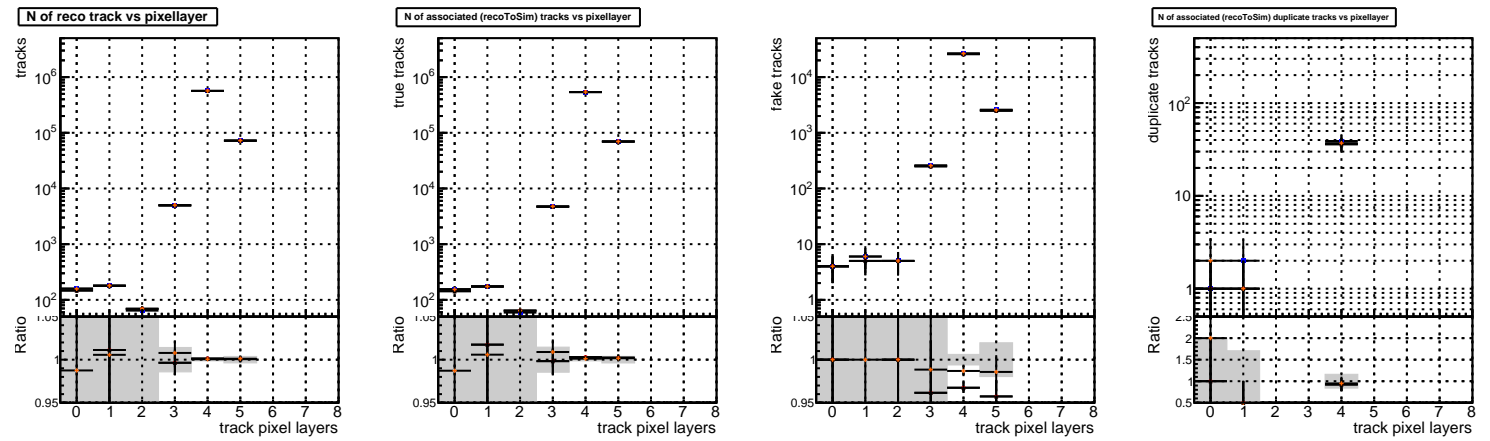 N of reco track vs pixellayer
tracks
10^6
10^5
10^4
10^3
10^2
Ratio
1.05
1
0.95
0 1 2 3 4 5 6 7 8
track pixel layers
N of associated (recoToSim) tracks vs pixellayer
true tracks
10^6
10^5
10^4
10^3
10^2
Ratio
1.05
1
0.95
0 1 2 3 4 5 6 7 8
track pixel layers
fake tracks
10^4
10^3
10^2
10
1
Ratio
1.05
1
0.95
0 1 2 3 4 5 6 7 8
track pixel layers
N of associated (recoToSim) duplicate tracks vs pixellayer
duplicate tracks
10^2
10
1
Ratio
2.5
2
1.5
1
0.5
0 1 2 3 4 5 6 7 8
track pixel layers